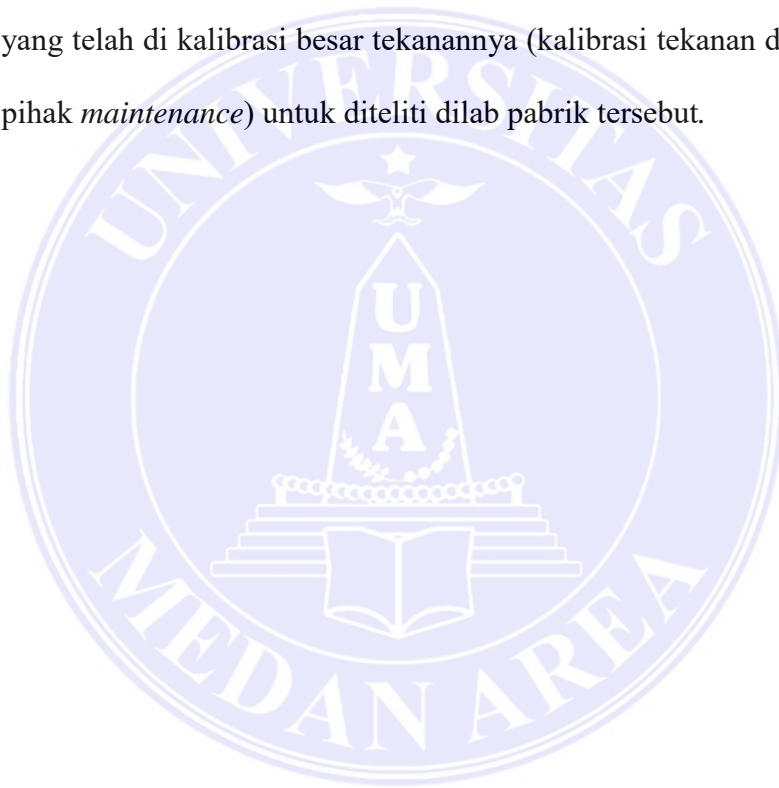 yang telah di kalibrasi besar tekanannya (kalibrasi tekanan
pihak maintenance) untuk diteliti dilab pabrik tersebut.
UNIVERSITAS
UMA
MEDAN AREA